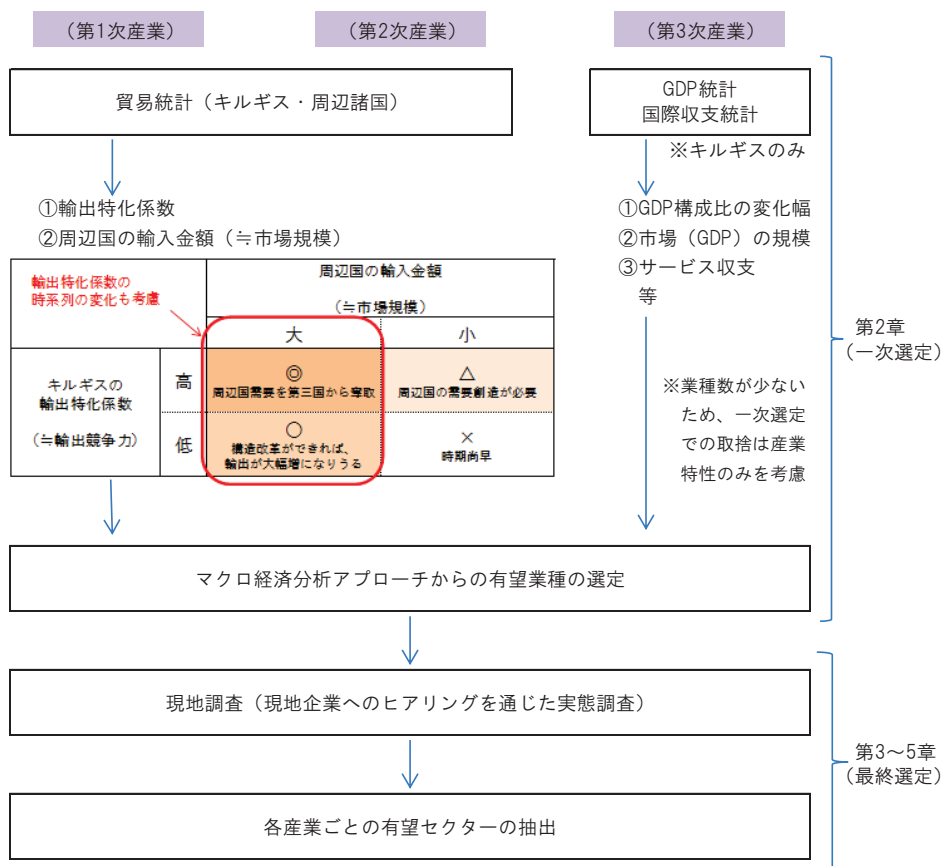 （第1次産業）
（第2次産業）
（第3次産業）
貿易統計（キルギス・周辺諸国）
GDP統計
国際収支統計
※キルギスのみ
①輸出特化係数
②周辺国の輸入金額（≒市場規模）
①GDP構成比の変化幅
②市場（GDP）の規模
③サービス収支
等
輸出特化係数の
時系列の変化も考慮
周辺国の輸入金額
（≒市場規模）
大
小
キルギスの
輸出特化係数
（≒輸出競争力）
高
◎
周辺国需要を第三国から奪取
△
周辺国の需要創造が必要
低
○
構造改革ができれば、
輸出が大幅増になりうる
×
時期尚早
※業種数が少ない
ため、一次選定
での取捨は産業
特性のみを考慮
第2章
（一次選定）
マクロ経済分析アプローチからの有望業種の選定
現地調査（現地企業へのヒアリングを通じた実態調査）
第3～5章
（最終選定）
各産業ごとの有望セクターの抽出